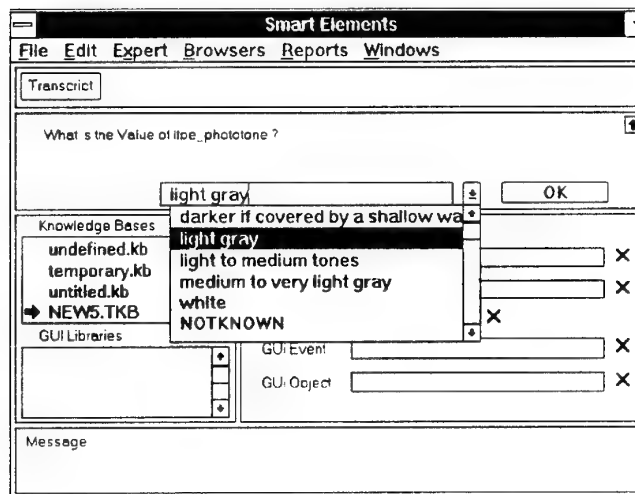 Smart Elements
File Edit Expert Browsers Reports Windows
Transcrict
What s the Value of itpe_phototone ?
light gray
OK
darker if covered by a shallow wa
light gray
light to medium tones
medium to very light gray
white
NOTKNOWN
Knowledge Bases
undefined.kb
temporary.kb
untitled.kb
NEW5.TKB
GUI Libraries
GUI Event
GUI Object
Message